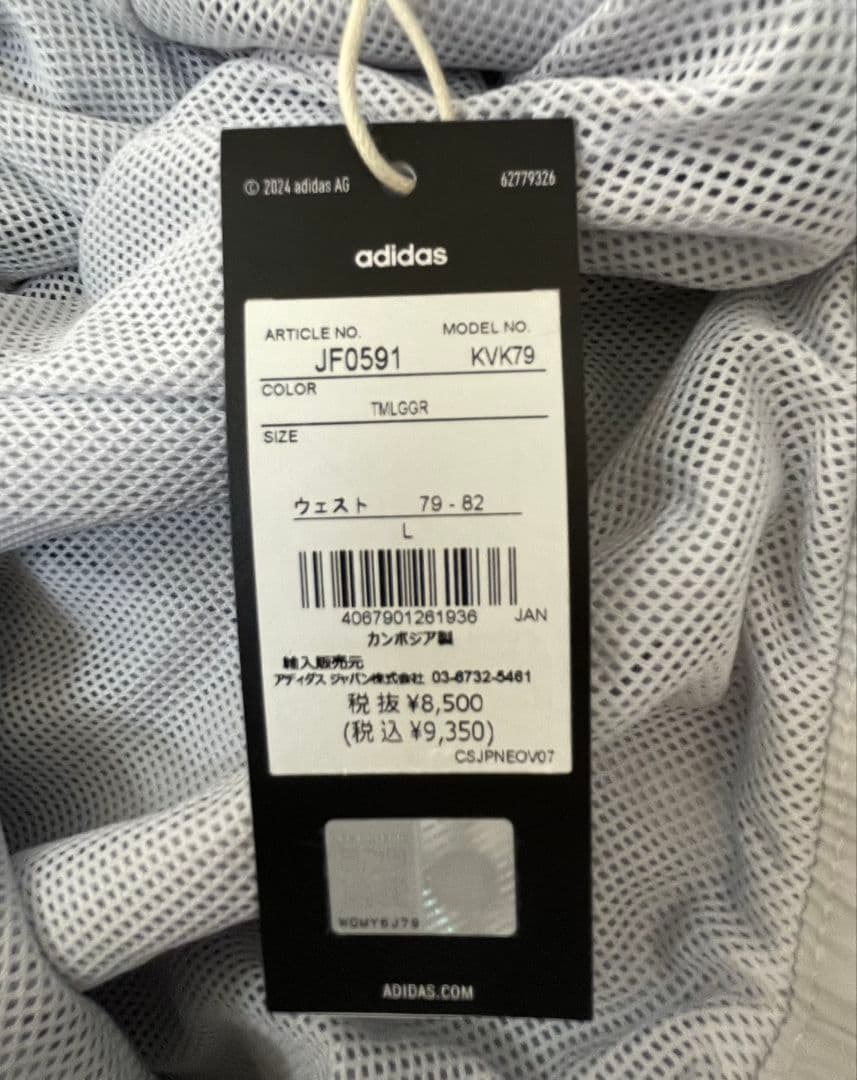 © 2024 adidas AG 62779326
adidas
ARTICLE NO. MODEL NO.
JF0591 KVK79
COLOR
TMLGGR
SIZE
ウェスト 79 - 82
L
4067901261936 JAN
カンボジア製
輸入販売元
アディダス ジャパン株式会社 03-6732-5461
税 抜 ¥8,500
(税 込 ¥9,350)
CSJPNEOV07
ADIDAS.COM